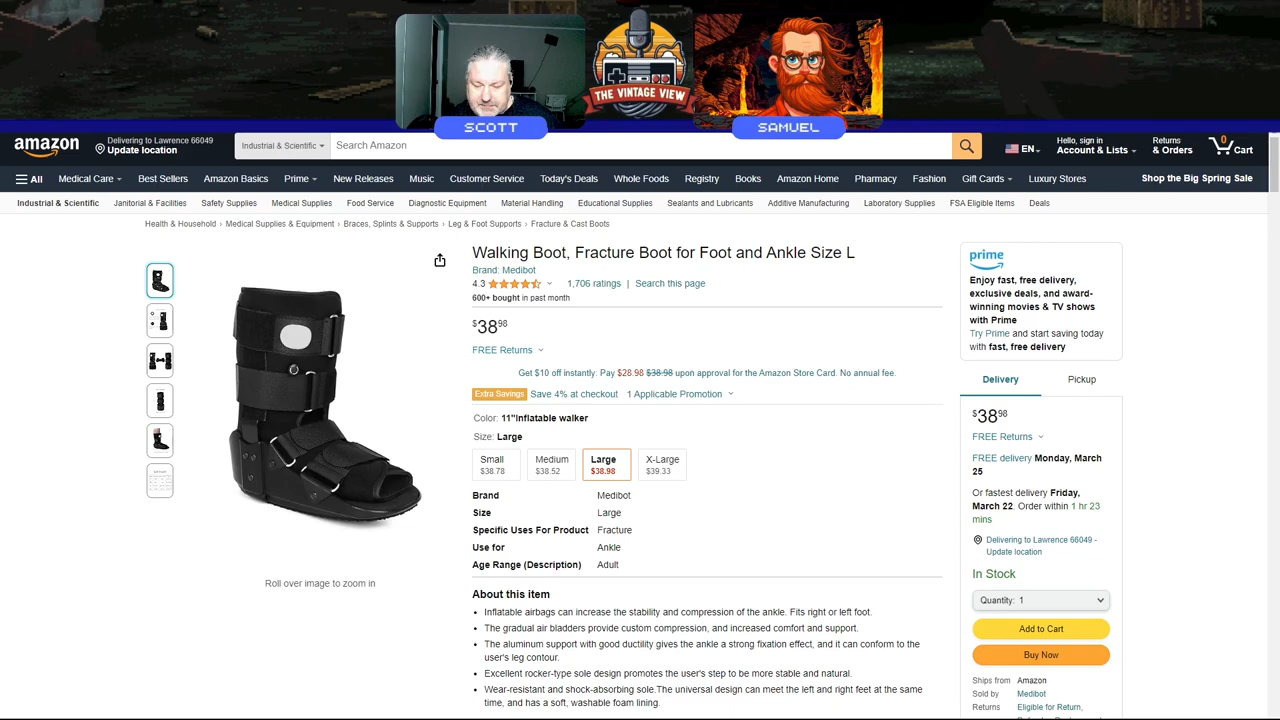 THE VINTAGE VIEW
SCOTT
SAMUEL
amazon
Delivering to Lawrence 66049
Update location
Industrial & Scientific
Search Amazon
EN
Hello, sign in
Account & Lists
Returns
& Orders
0
Cart
All
Medical Care
Best Sellers
Amazon Basics
Prime
New Releases
Music
Customer Service
Today's Deals
Whole Foods
Registry
Books
Amazon Home
Pharmacy
Fashion
Gift Cards
Luxury Stores
Shop the Big Spring Sale
Industrial & Scientific
Janitorial & Facilities
Safety Supplies
Medical Supplies
Food Service
Diagnostic Equipment
Material Handling
Educational Supplies
Sealants and Lubricants
Additive Manufacturing
Laboratory Supplies
FSA Eligible Items
Deals
Health & Household › Medical Supplies & Equipment › Braces, Splints & Supports › Leg & Foot Supports › Fracture & Cast Boots
Walking Boot, Fracture Boot for Foot and Ankle Size L
Brand: Medibot
4.3
1,706 ratings | Search this page
600+ bought in past month
$3898
FREE Returns
Get $10 off instantly: Pay $28.98 $38.98 upon approval for the Amazon Store Card. No annual fee.
Extra Savings Save 4% at checkout 1 Applicable Promotion
Color: 11"inflatable walker
Size: Large
Small
$38.78
Medium
$38.52
Large
$38.98
X-Large
$39.33
Brand Medibot
Size Large
Specific Uses For Product Fracture
Use for Ankle
Age Range (Description) Adult
About this item
• Inflatable airbags can increase the stability and compression of the ankle. Fits right or left foot.
• The gradual air bladders provide custom compression, and increased comfort and support.
• The aluminum support with good ductility gives the ankle a strong fixation effect, and it can conform to the
user's leg contour.
• Excellent rocker-type sole design promotes the user's step to be more stable and natural.
• Wear-resistant and shock-absorbing sole.The universal design can meet the left and right feet at the same
time, and has a soft, washable foam lining.
Roll over image to zoom in
prime
Enjoy fast, free delivery,
exclusive deals, and award-
winning movies & TV shows
with Prime
Try Prime and start saving today
with fast, free delivery
Delivery
Pickup
$3898
FREE Returns
FREE delivery Monday, March
25
Or fastest delivery Friday,
March 22. Order within 1 hr 23
mins
Delivering to Lawrence 66049 -
Update location
In Stock
Quantity: 1
Add to Cart
Buy Now
Ships from Amazon
Sold by Medibot
Returns Eligible for Return,